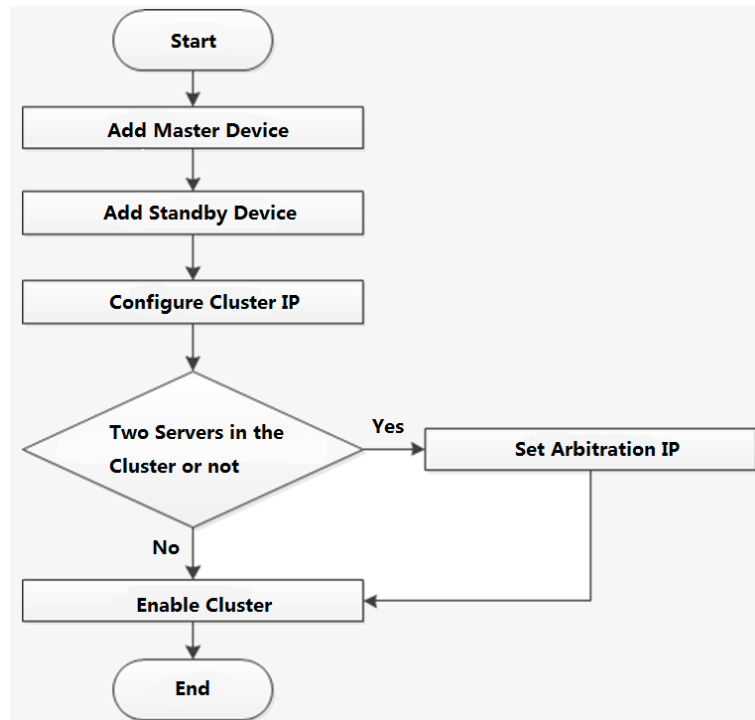 Start
Add Master Device
Add Standby Device
Configure Cluster IP
Two Servers in the
Cluster or not
Yes
Set Arbitration IP
No
Enable Cluster
End